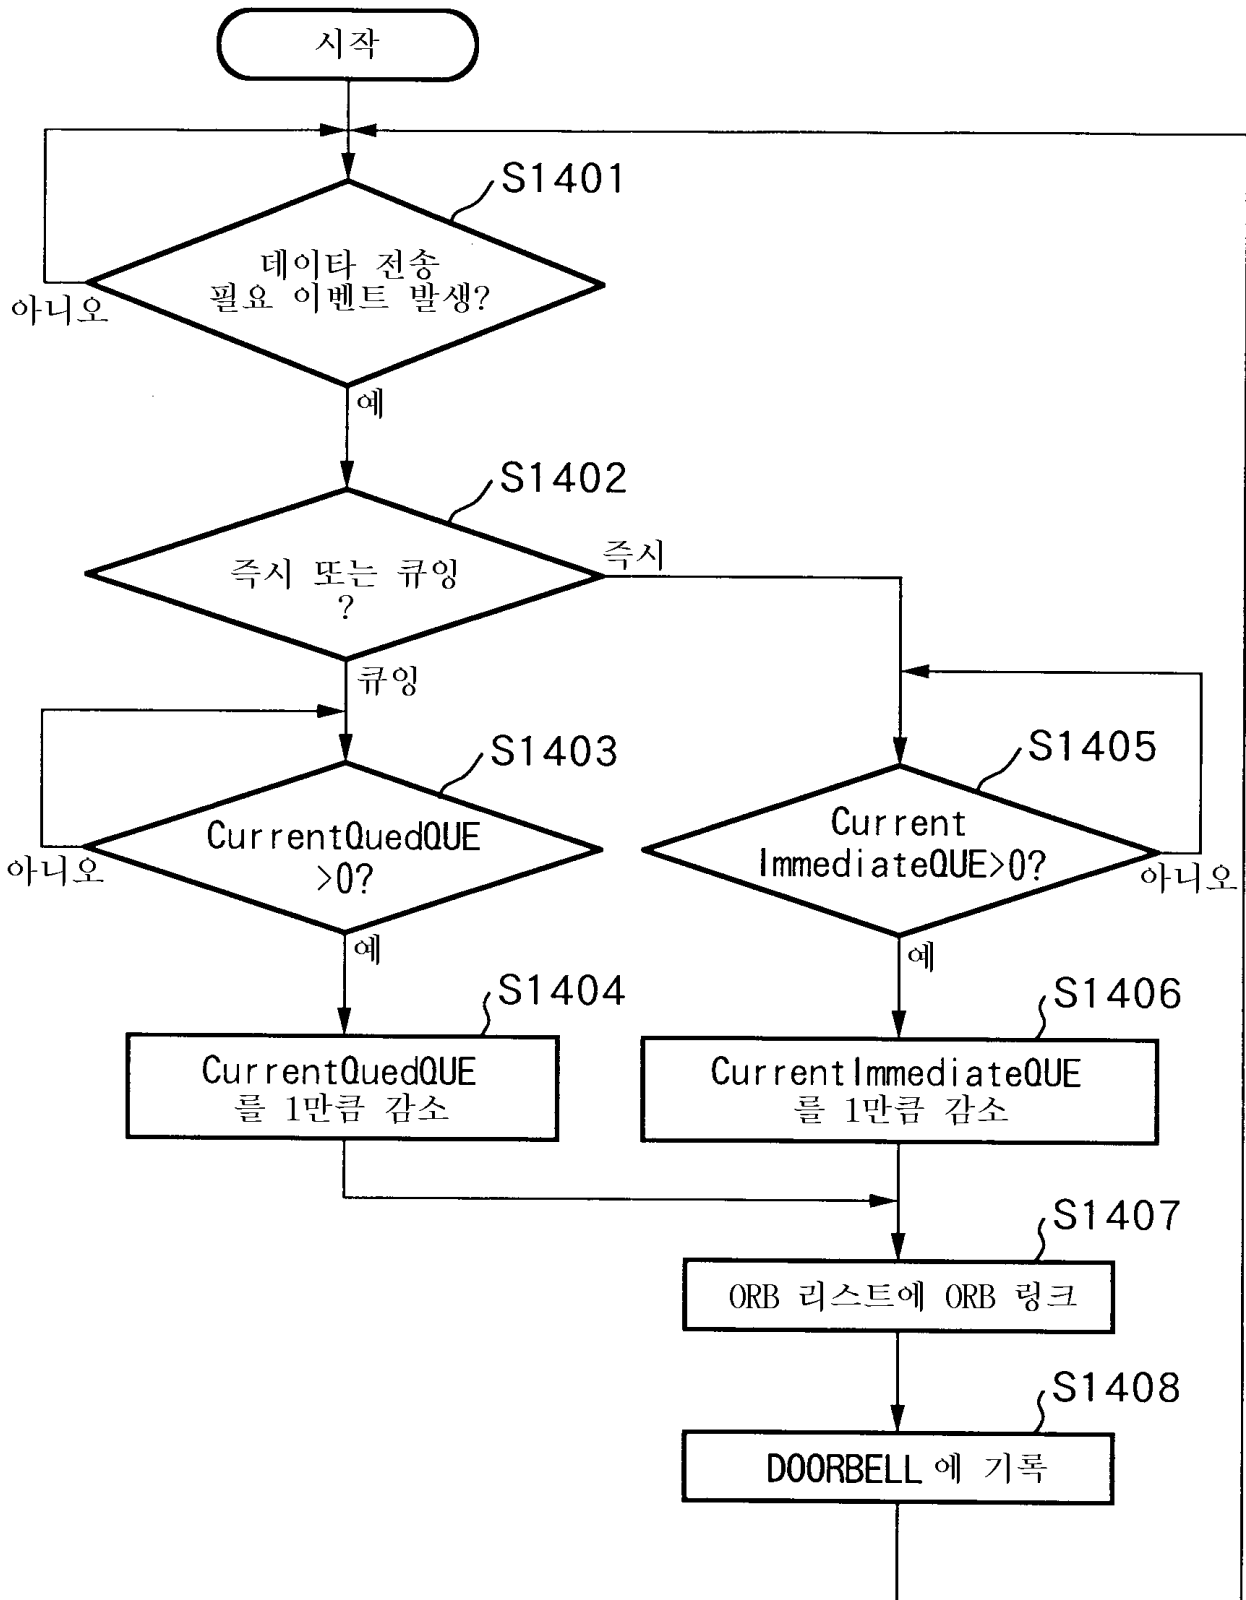 시작
S1401
데이타 전송
필요 이벤트 발생?
아니오
예
S1402
즉시 또는 큐잉
?
즉시
큐잉
S1403
CurrentQuedQUE
>0?
아니오
예
S1405
Current
ImmediateQUE>0?
아니오
예
S1404
CurrentQuedQUE
를 1만큼 감소
S1406
CurrentImmediateQUE
를 1만큼 감소
S1407
ORB 리스트에 ORB 링크
S1408
DOORBELL 에 기록